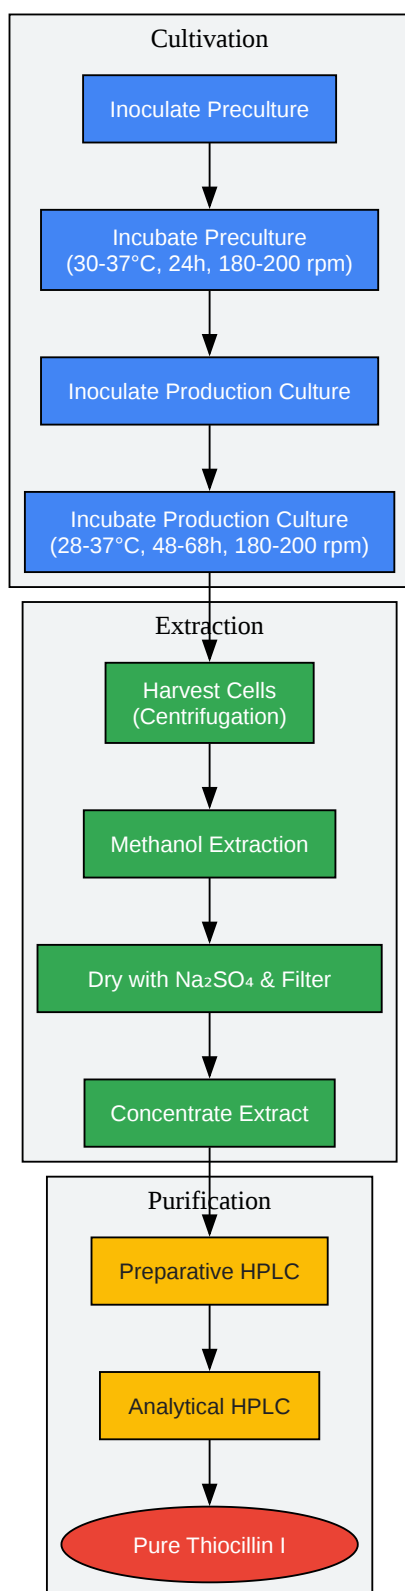 Cultivation
Inoculate Preculture
Incubate Preculture
(30-37°C, 24h, 180-200 rpm)
Inoculate Production Culture
Incubate Production Culture
(28-37°C, 48-68h, 180-200 rpm)
Extraction
Harvest Cells
(Centrifugation)
Methanol Extraction
Dry with Na₂SO₄ & Filter
Concentrate Extract
Purification
Preparative HPLC
Analytical HPLC
Pure Thiocillin I